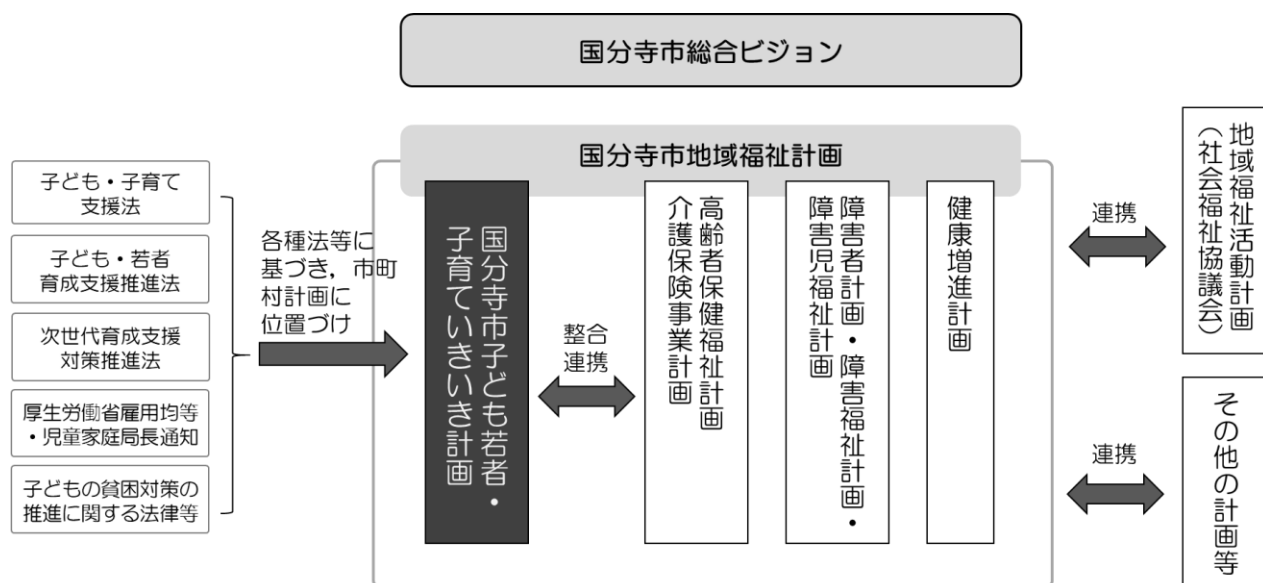 国分寺市総合ビジョン
国分寺市地域福祉計画
子ども・子育て
支援法
子ども・若者
育成支援推進法
次世代育成支援
対策推進法
厚生労働省雇用均等
・児童家庭局長通知
子どもの貧困対策の
推進に関する法律等
各種法等に
基づき，市町
村計画に
位置づけ
国分寺市子ども若者・
子育ていきいき計画
整合
連携
高齢者保健福祉計画
介護保険事業計画
障害者計画・障害福祉計画・
障害児福祉計画
健康増進計画
連携
地域福祉活動計画
（社会福祉協議会）
連携
その他の計画等